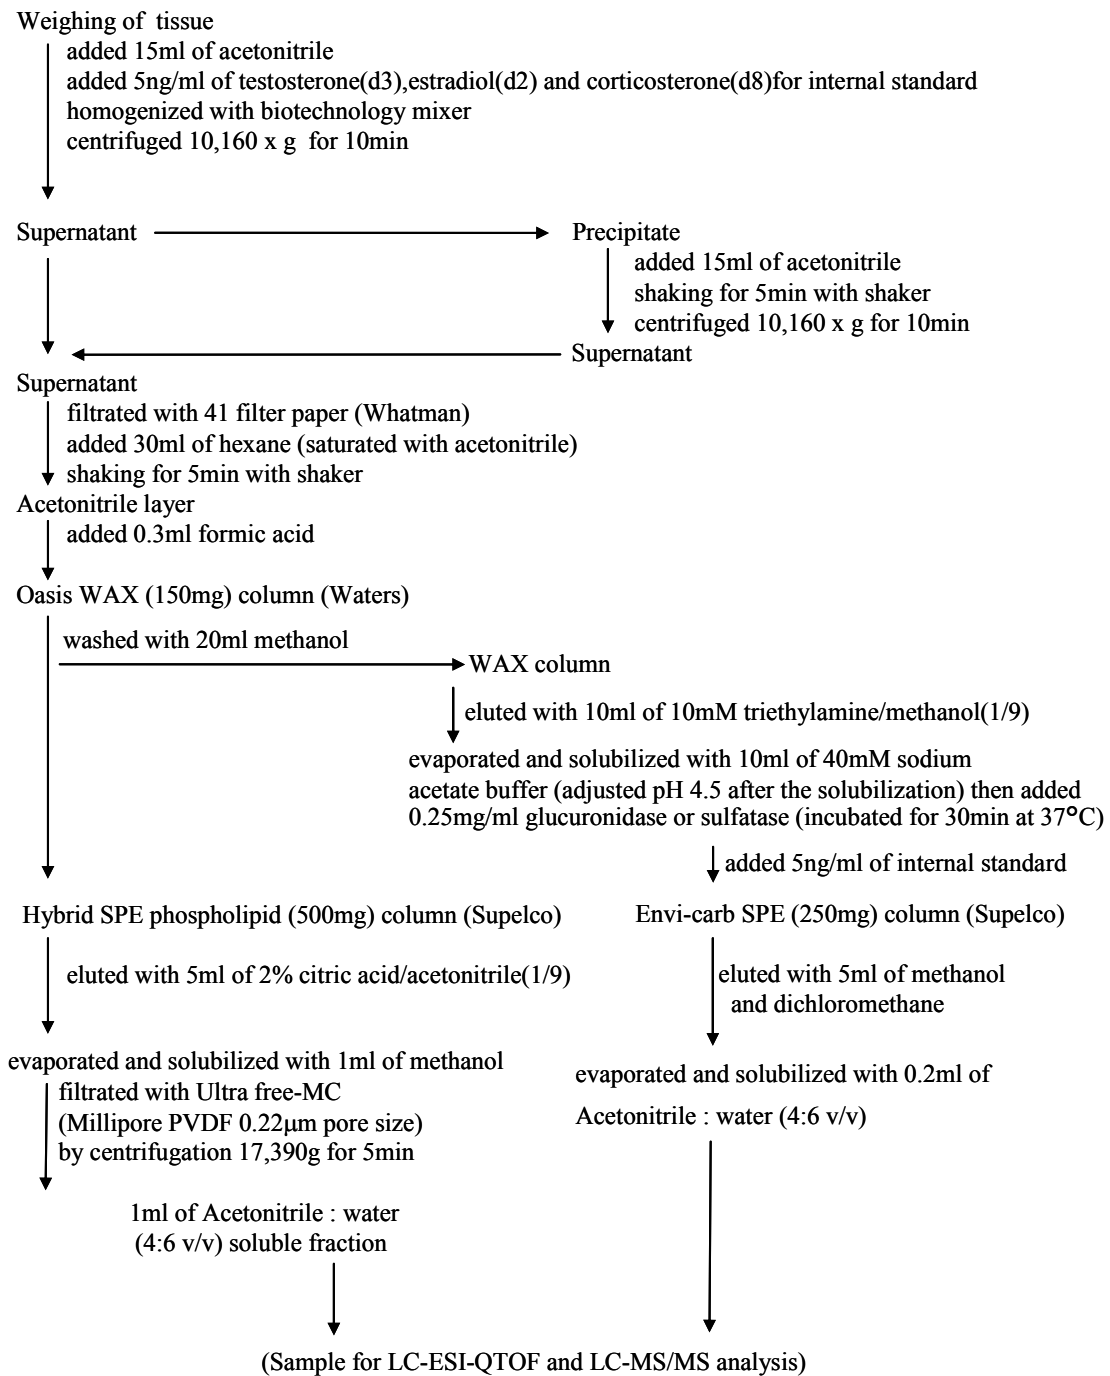 Weighing of tissue
added 15ml of acetonitrile
added 5ng/ml of testosterone(d3),estradiol(d2) and corticosterone(d8)for internal standard
homogenized with biotechnology mixer
centrifuged 10,160 x g for 10min
Supernatant
Precipitate
added 15ml of acetonitrile
shaking for 5min with shaker
centrifuged 10,160 x g for 10min
Supernatant
Supernatant
filtrated with 41 filter paper (Whatman)
added 30ml of hexane (saturated with acetonitrile)
shaking for 5min with shaker
Acetonitrile layer
added 0.3ml formic acid
Oasis WAX (150mg) column (Waters)
washed with 20ml methanol
WAX column
eluted with 10ml of 10mM triethylamine/methanol(1/9)
evaporated and solubilized with 10ml of 40mM sodium
acetate buffer (adjusted pH 4.5 after the solubilization) then added
0.25mg/ml glucuronidase or sulfatase (incubated for 30min at 37°C)
added 5ng/ml of internal standard
Hybrid SPE phospholipid (500mg) column (Supelco)
Envi-carb SPE (250mg) column (Supelco)
eluted with 5ml of 2% citric acid/acetonitrile(1/9)
eluted with 5ml of methanol
and dichloromethane
evaporated and solubilized with 1ml of methanol
filtrated with Ultra free-MC
(Millipore PVDF 0.22μm pore size)
by centrifugation 17,390g for 5min
evaporated and solubilized with 0.2ml of
Acetonitrile : water (4:6 v/v)
1ml of Acetonitrile : water
(4:6 v/v) soluble fraction
(Sample for LC-ESI-QTOF and LC-MS/MS analysis)